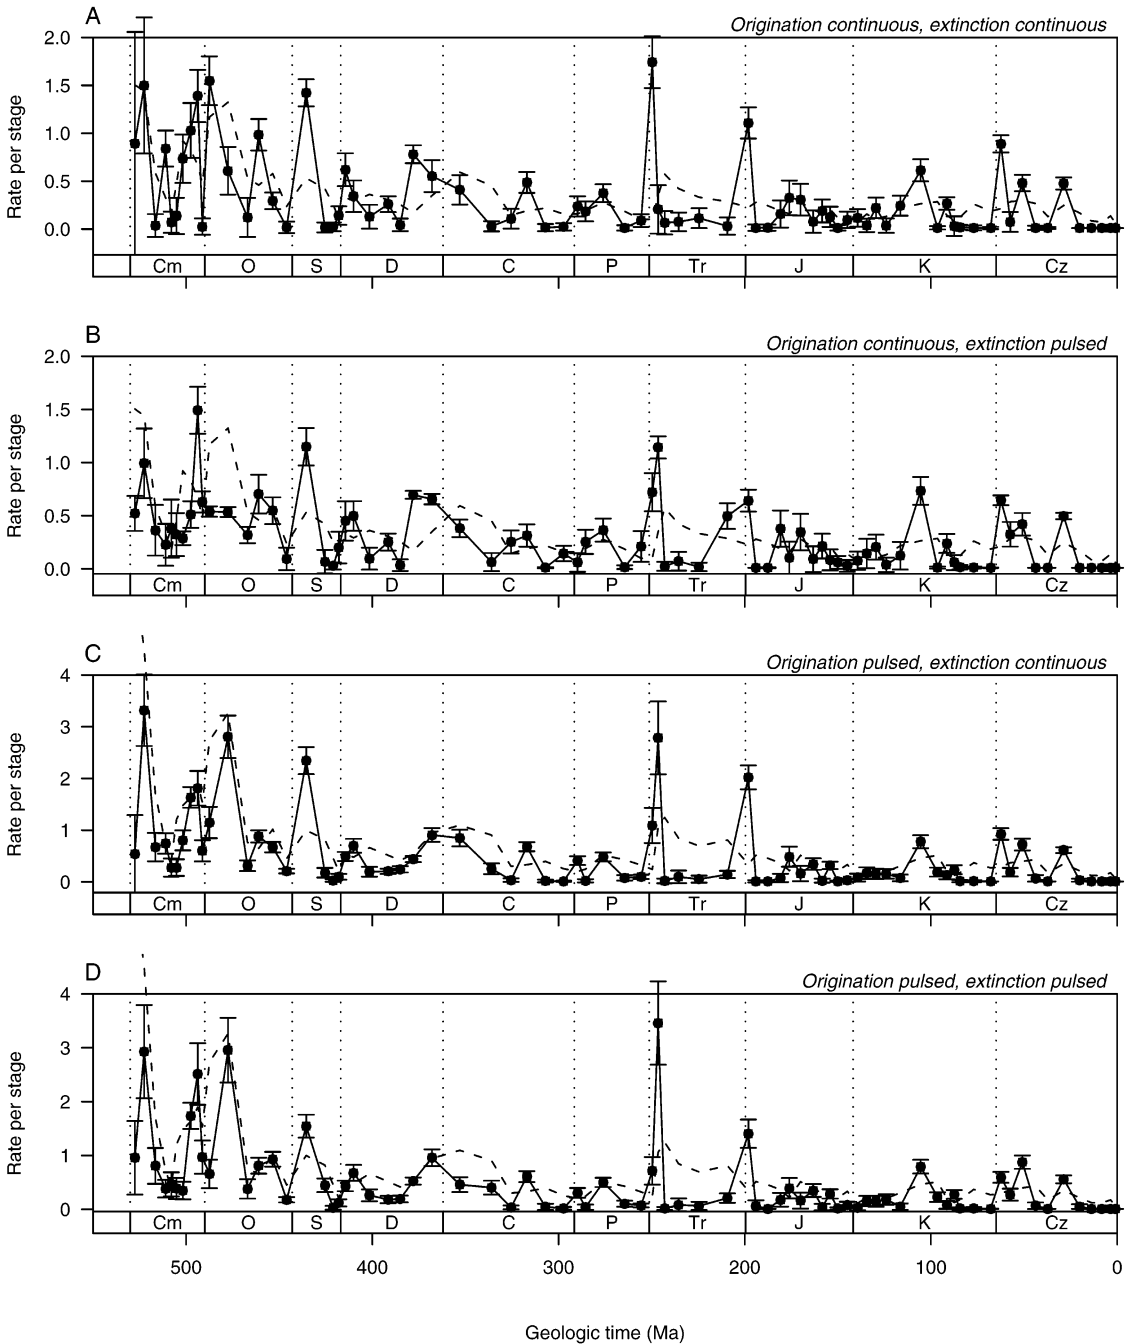 A
Origination continuous, extinction continuous
2.0
1.5
1.0
0.5
0.0
Rate per stage
Cm O S D C P Tr J K Cz
B
Origination continuous, extinction pulsed
2.0
1.5
1.0
0.5
0.0
Rate per stage
Cm O S D C P Tr J K Cz
C
Origination pulsed, extinction continuous
4
3
2
1
0
Rate per stage
Cm O S D C P Tr J K Cz
D
Origination pulsed, extinction pulsed
4
3
2
1
0
Rate per stage
Cm O S D C P Tr J K Cz
500 400 300 200 100 0
Geologic time (Ma)